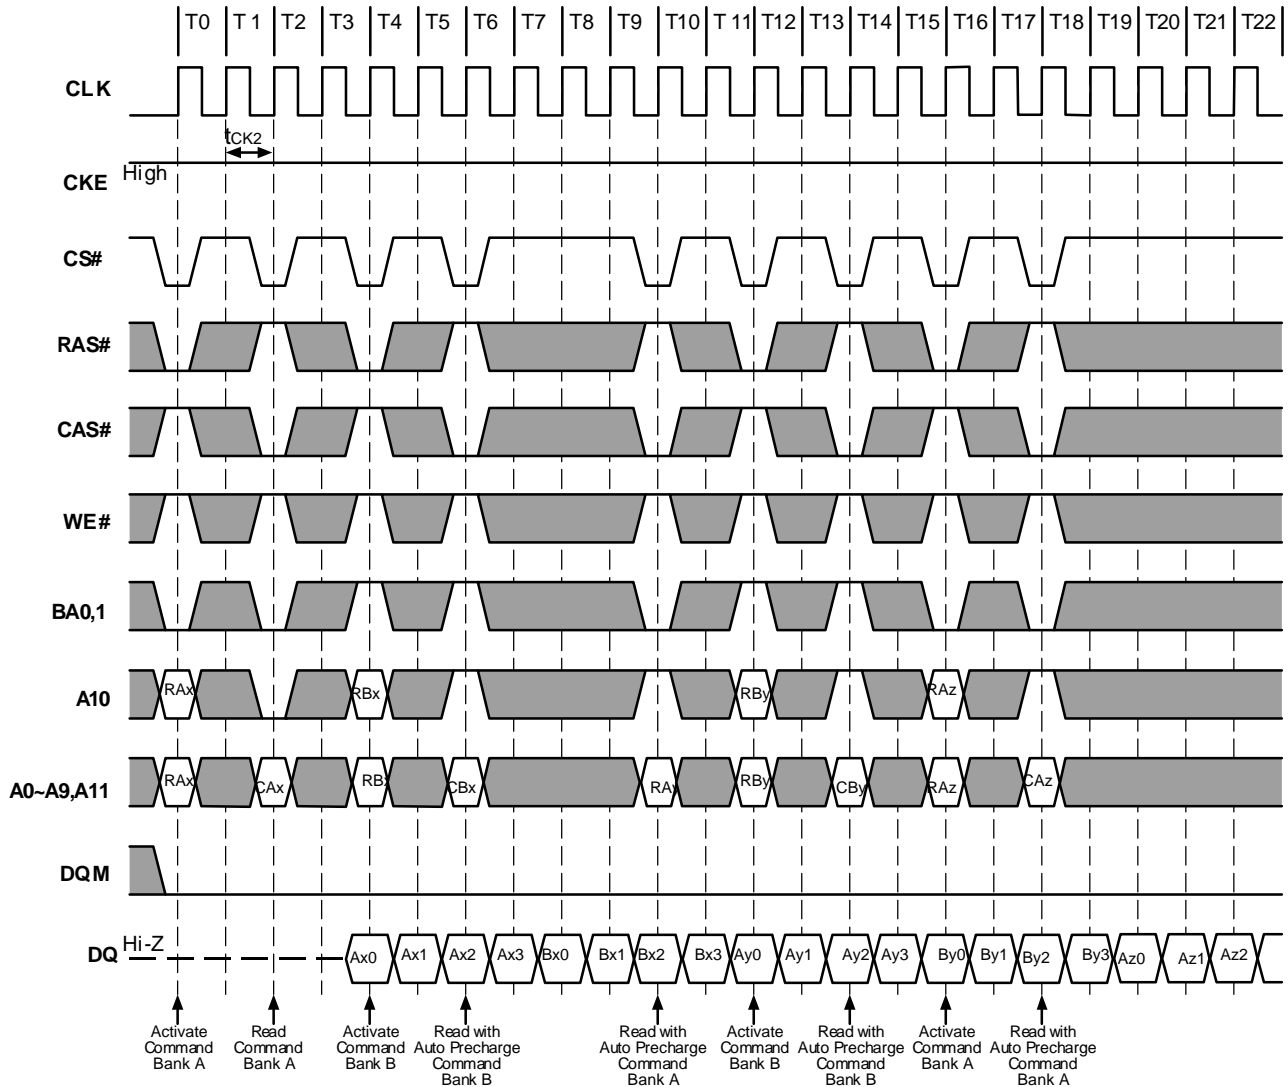 T0 T 1 T2 T3 T4 T5 T6 T7 T8 T9 T10 T 11 T12 T13 T14 T15 T16 T17 T18 T19 T20 T21 T22
CLK
tCK2
High
CKE
CS#
RAS#
CAS#
WE#
BA0,1
A10 RAx RBx RBy RAz
A0~A9,A11 RAx CAx RBx CBx RAy RBy CBy RAz CAz
DQM
Hi-Z
DQ Ax0 Ax1 Ax2 Ax3 Bx0 Bx1 Bx2 Bx3 Ay0 Ay1 Ay2 Ay3 By0 By1 By2 By3 Az0 Az1 Az2
Activate Command Bank A
Read Command Bank A
Activate Command Bank B
Read with Auto Precharge Command Bank B
Read with Auto Precharge Command Bank A
Activate Command Bank B
Read with Auto Precharge Command Bank B
Activate Command Bank A
Read with Auto Precharge Command Bank A